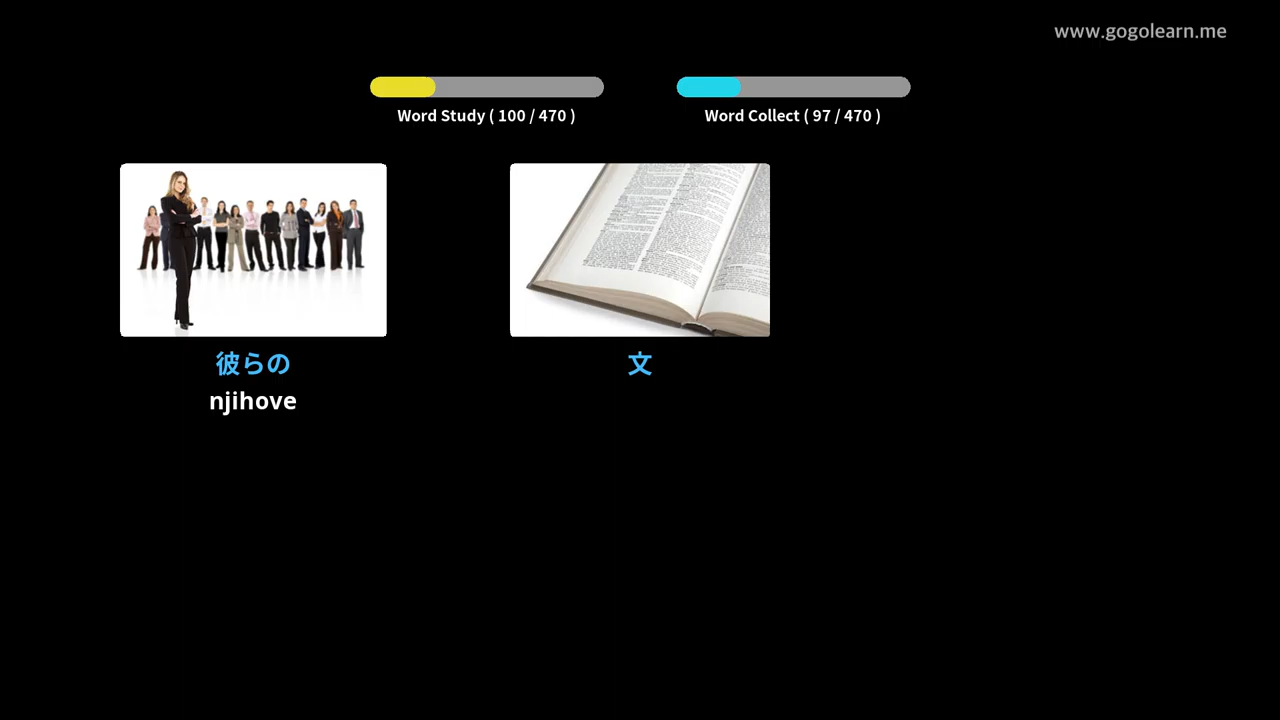 www.gogolearn.me
Word Study ( 100 / 470 )
Word Collect ( 97 / 470 )
彼らの
njihove
文